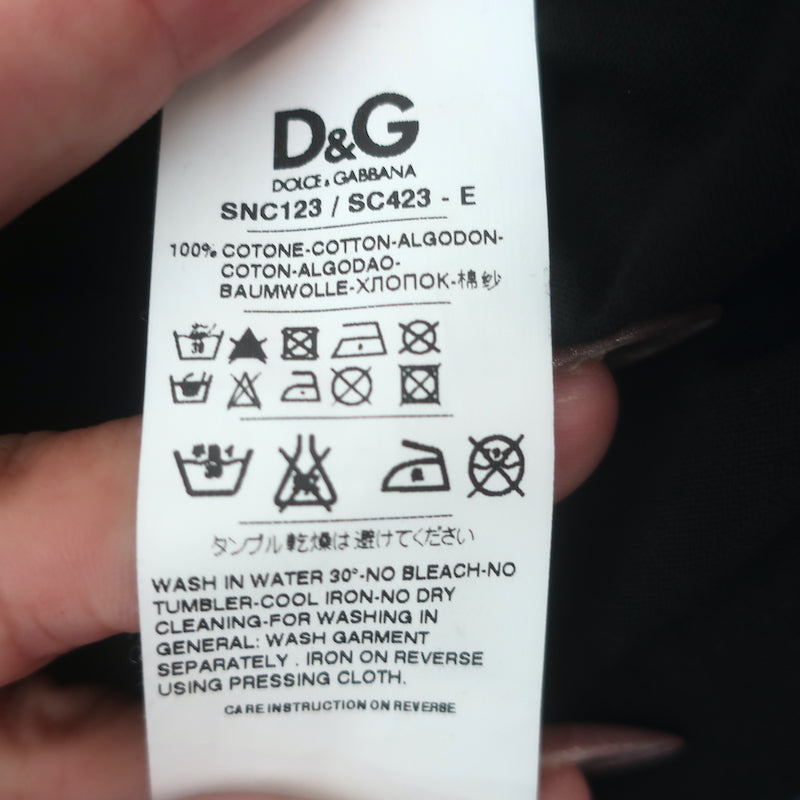 D&G
DOLCE & GABBANA
SNC123 / SC423 - E
100% COTONE-COTTON-ALGODON-
COTON-ALGODAO-
BAUMWOLLE-ХЛОПОК-棉紗
30
タンブル乾燥は避けてください
WASH IN WATER 30°-NO BLEACH-NO
TUMBLER-COOL IRON-NO DRY
CLEANING-FOR WASHING IN
GENERAL: WASH GARMENT
SEPARATELY . IRON ON REVERSE
USING PRESSING CLOTH.
CARE INSTRUCTION ON REVERSE